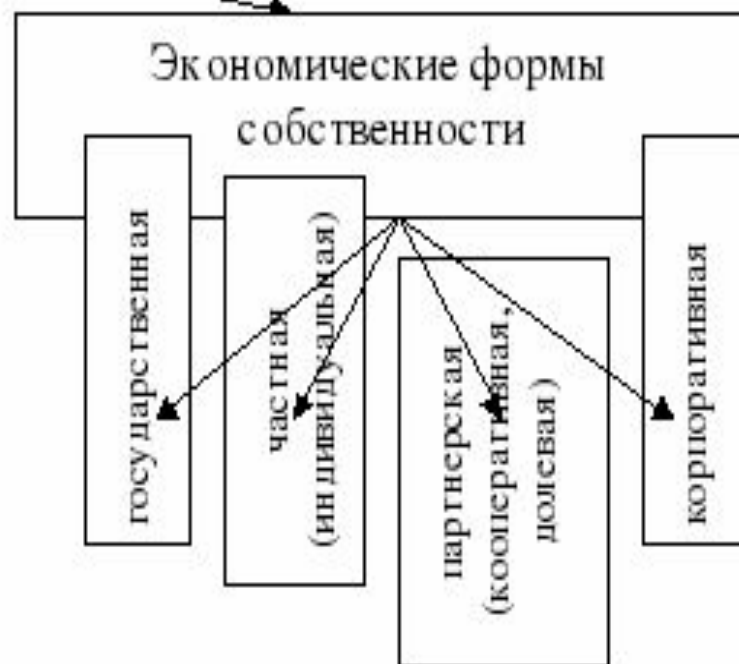 Экономические формы
собственности
государственная
частная
(индивидуальная)
партнерская
(кооперативная,
долевая)
корпоративная